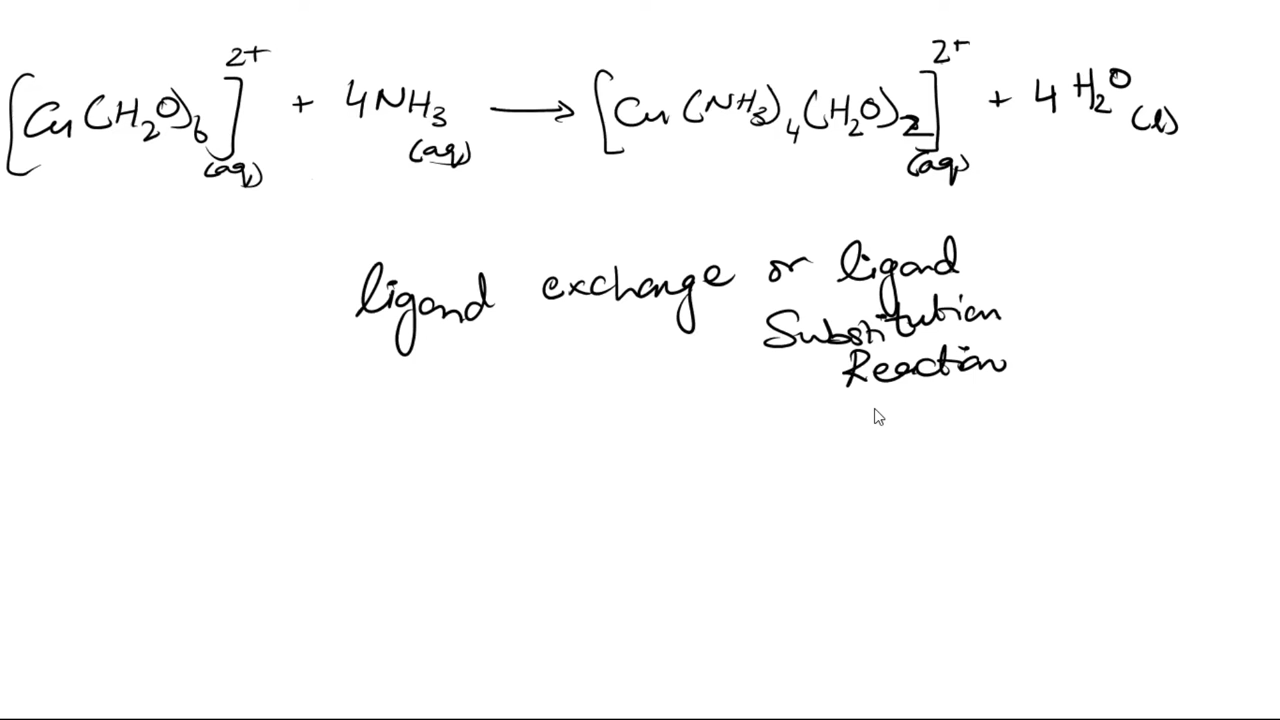 [Cu(H₂O)₆]²⁺(aq) + 4NH₃(aq) ⟶ [Cu(NH₃)₄(H₂O)₂]²⁺(aq) + 4H₂O(l)
ligand exchange or ligand
Substitution
Reaction